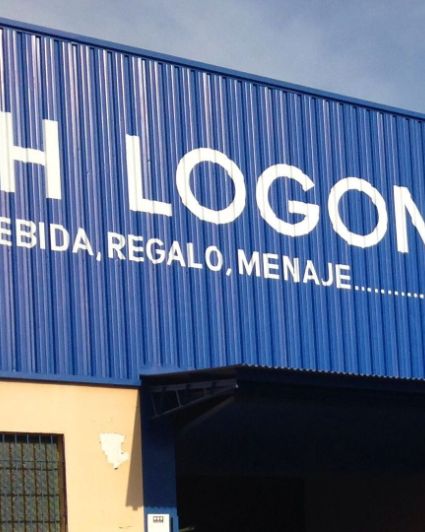 H LOGON
EBIDA, REGALO, MENAJE...........